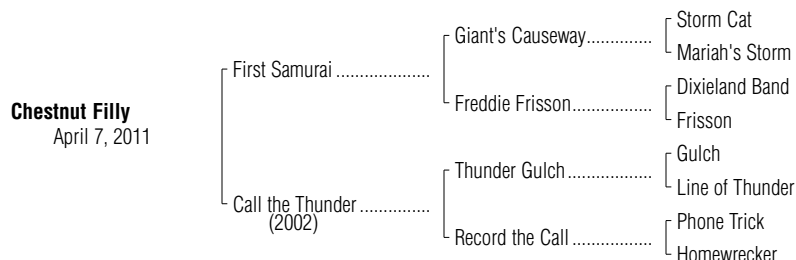 Storm Cat
Giant's Causeway
Mariah's Storm
First Samurai
Dixieland Band
Freddie Frisson
Frisson
Chestnut Filly
April 7, 2011
Gulch
Thunder Gulch
Line of Thunder
Call the Thunder
(2002)
Phone Trick
Record the Call
Homewrecker